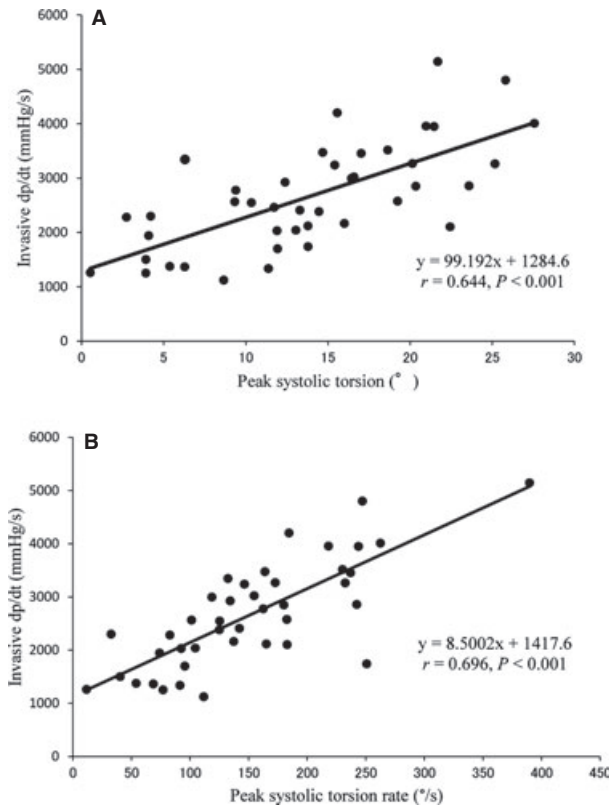 A
Invasive dp/dt (mmHg/s)
6000
5000
4000
3000
2000
1000
0
y = 99.192x + 1284.6
r = 0.644, P < 0.001
0 5 10 15 20 25 30
Peak systolic torsion (° )
B
Invasive dp/dt (mmHg/s)
6000
5000
4000
3000
2000
1000
0
y = 8.5002x + 1417.6
r = 0.696, P < 0.001
0 50 100 150 200 250 300 350 400 450
Peak systolic torsion rate (°/s)